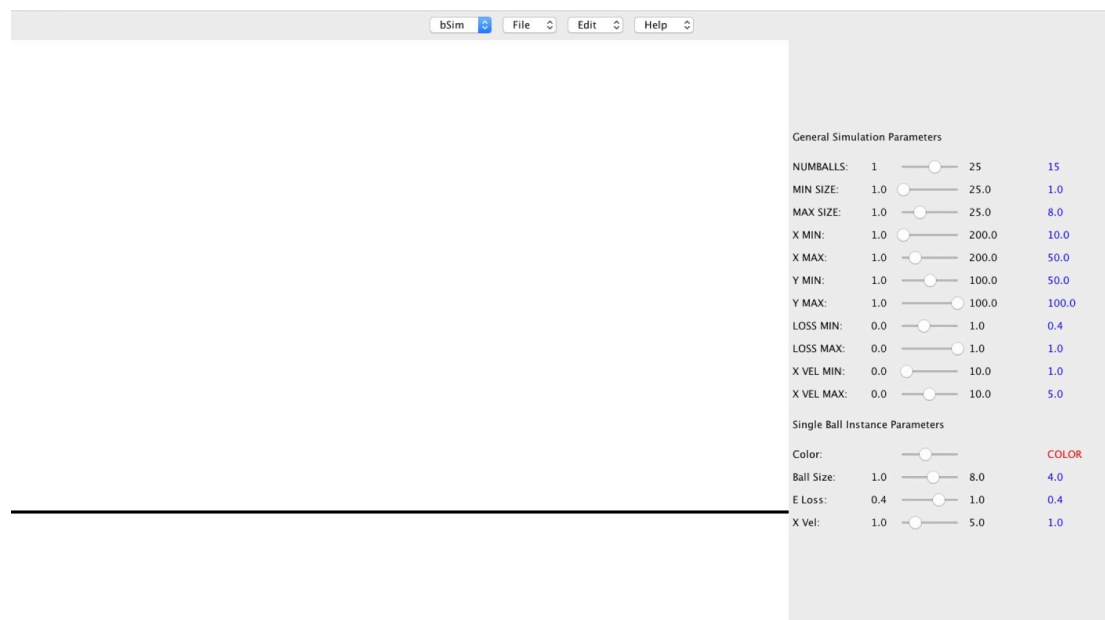 bSim File Edit Help
General Simulation Parameters
NUMBALLS: 1 25 15
MIN SIZE: 1.0 25.0 1.0
MAX SIZE: 1.0 25.0 8.0
X MIN: 1.0 200.0 10.0
X MAX: 1.0 200.0 50.0
Y MIN: 1.0 100.0 50.0
Y MAX: 1.0 100.0 100.0
LOSS MIN: 0.0 1.0 0.4
LOSS MAX: 0.0 1.0 1.0
X VEL MIN: 0.0 10.0 1.0
X VEL MAX: 0.0 10.0 5.0
Single Ball Instance Parameters
Color: COLOR
Ball Size: 1.0 8.0 4.0
E Loss: 0.4 1.0 0.4
X Vel: 1.0 5.0 1.0